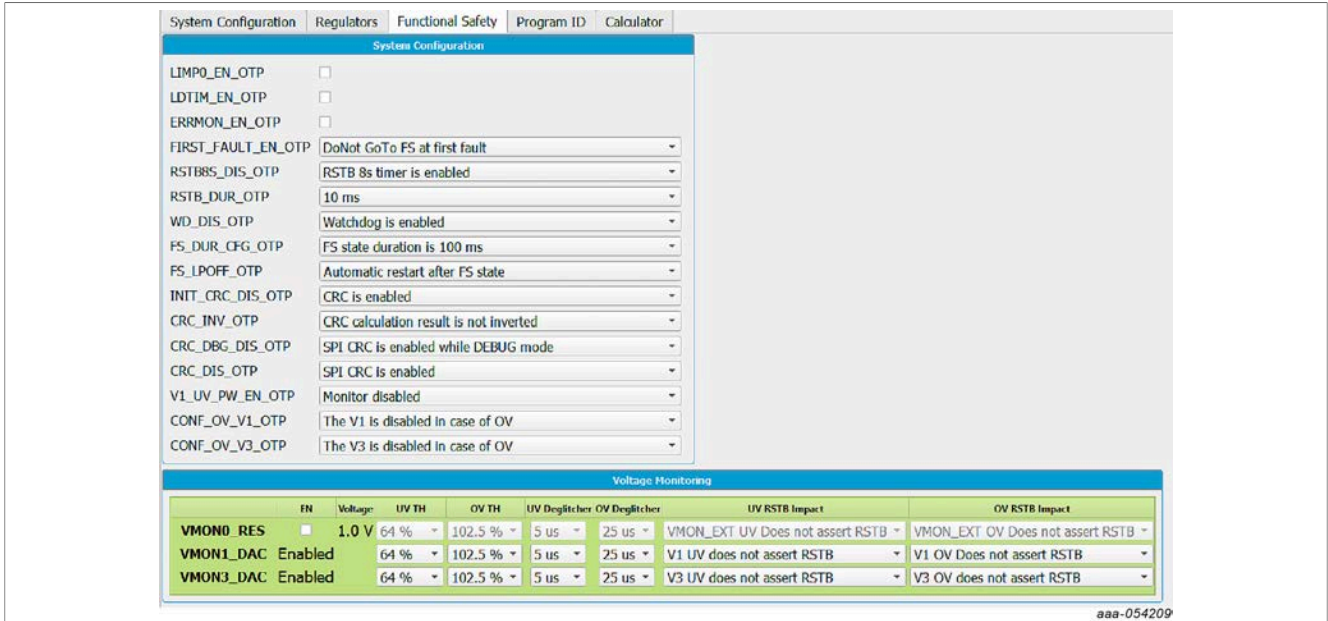 System Configuration Regulators Functional Safety Program ID Calculator
System Configuration
LIMP0_EN_OTP
LDTIM_EN_OTP
ERRMON_EN_OTP
FIRST_FAULT_EN_OTP DoNot GoTo FS at first fault
RSTB8S_DIS_OTP RSTB 8s timer is enabled
RSTB_DUR_OTP 10 ms
WD_DIS_OTP Watchdog is enabled
FS_DUR_CFG_OTP FS state duration is 100 ms
FS_LPOFF_OTP Automatic restart after FS state
INIT_CRC_DIS_OTP CRC is enabled
CRC_INV_OTP CRC calculation result is not inverted
CRC_DBG_DIS_OTP SPI CRC is enabled while DEBUG mode
CRC_DIS_OTP SPI CRC is enabled
V1_UV_PW_EN_OTP Monitor disabled
CONF_OV_V1_OTP The V1 is disabled in case of OV
CONF_OV_V3_OTP The V3 is disabled in case of OV
Voltage Monitoring
EN Voltage UV TH OV TH UV Deglitcher OV Deglitcher UV RSTB Impact OV RSTB Impact
VMON0_RES 1.0 V 64 % 102.5 % 5 us 25 us VMON_EXT UV Does not assert RSTB VMON_EXT OV Does not assert RSTB
VMON1_DAC Enabled 64 % 102.5 % 5 us 25 us V1 UV does not assert RSTB V1 OV Does not assert RSTB
VMON3_DAC Enabled 64 % 102.5 % 5 us 25 us V3 UV does not assert RSTB V3 OV does not assert RSTB
aaa-054209